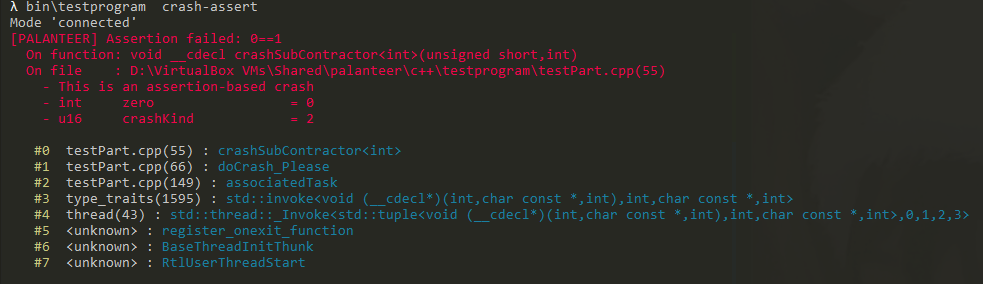 λ bin\testprogram  crash-assert
Mode 'connected'
[PALANTEER] Assertion failed: 0==1
  On function: void __cdecl crashSubContractor<int>(unsigned short,int)
  On file    : D:\VirtualBox VMs\Shared\palanteer\c++\testprogram\testPart.cpp(55)
    - This is an assertion-based crash
    - int     zero                 = 0
    - u16     crashKind            = 2
   #0  testPart.cpp(55) : crashSubContractor<int>
   #1  testPart.cpp(66) : doCrash_Please
   #2  testPart.cpp(149) : associatedTask
   #3  type_traits(1595) : std::invoke<void (__cdecl*)(int,char const *,int),int,char const *,int>
   #4  thread(43) : std::thread::_Invoke<std::tuple<void (__cdecl*)(int,char const *,int),int,char const *,int>,0,1,2,3>
   #5  <unknown> : register_onexit_function
   #6  <unknown> : BaseThreadInitThunk
   #7  <unknown> : RtlUserThreadStart